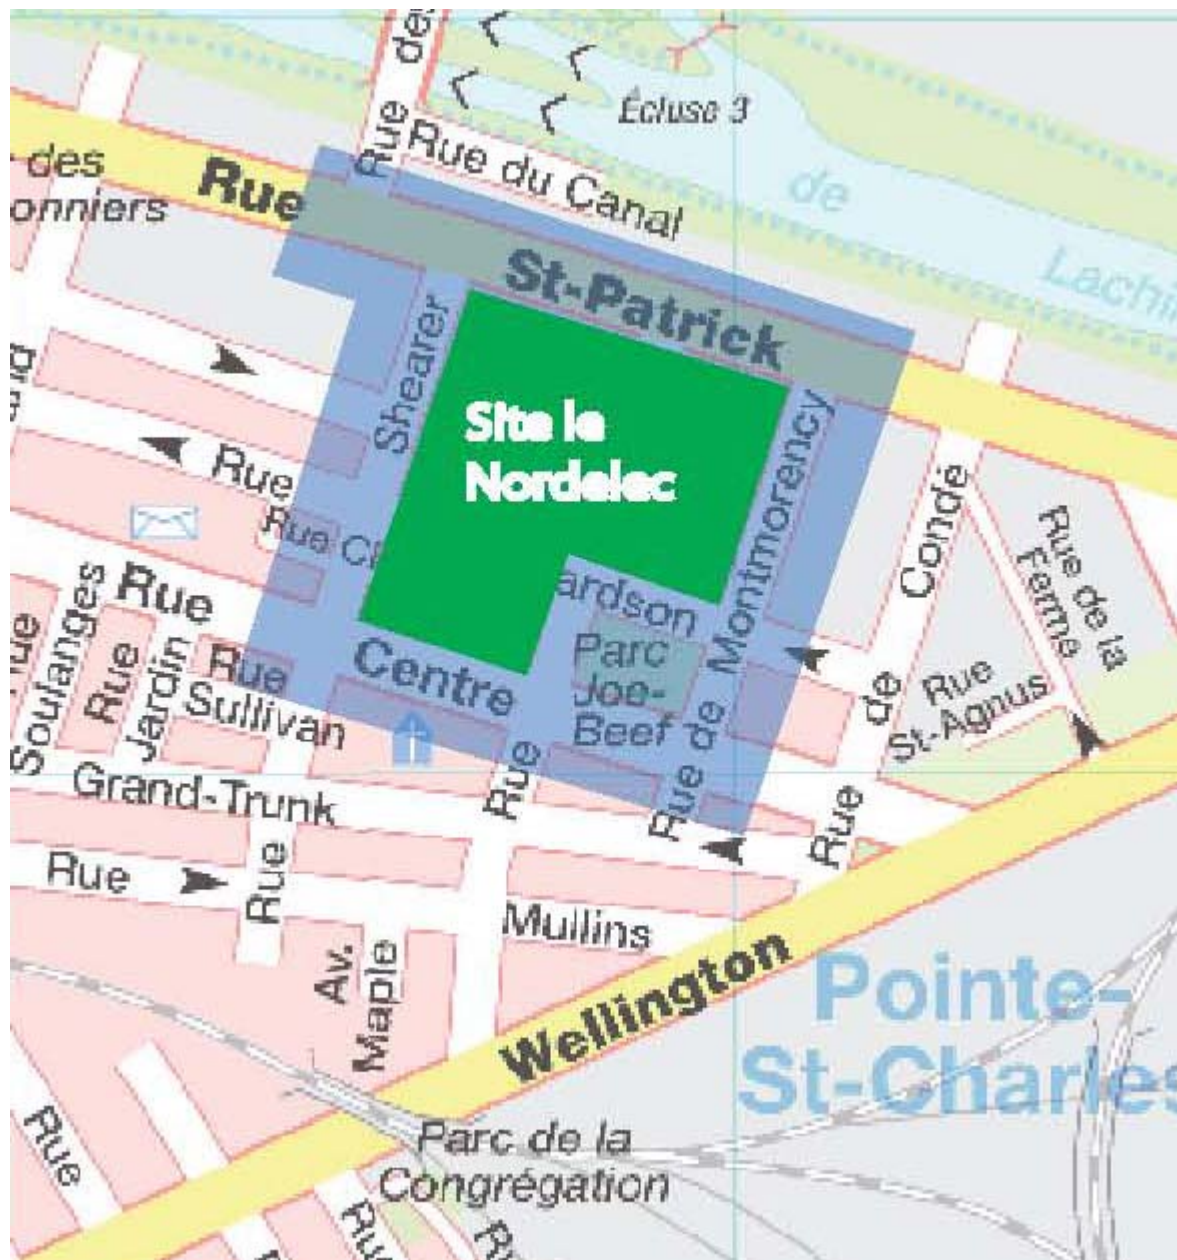 Rue des
Écluse 3
Rue du Canal
de
des
Rue
St-Patrick
Shearer
Site le
Nordelec
Rue
Rue
Montmorency
Condé
Rue de la
Ferme
Rue
Soulanges
Rue
Jardin
Rue
Sullivan
Centre
Parc
Joe-
Beef
Rue de
de
Rue
St-Agnus
Grand-Trunk
Rue
Rue
Rue
Rue
Mullins
Av.
Maple
Wellington
Pointe-
St-Charles
Parc de la
Congrégation
Rue
Rue